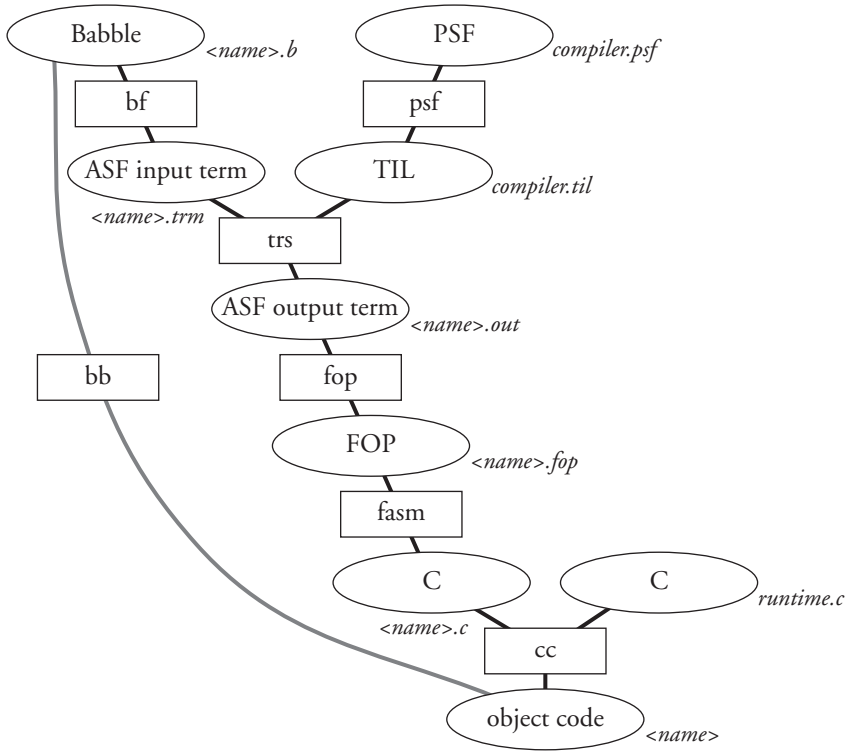 Babble
<name>.b
PSF
compiler.psf
bf
psf
ASF input term
<name>.trm
TIL
compiler.til
trs
ASF output term
<name>.out
bb
fop
FOP
<name>.fop
fasm
C
<name>.c
C
runtime.c
cc
object code
<name>